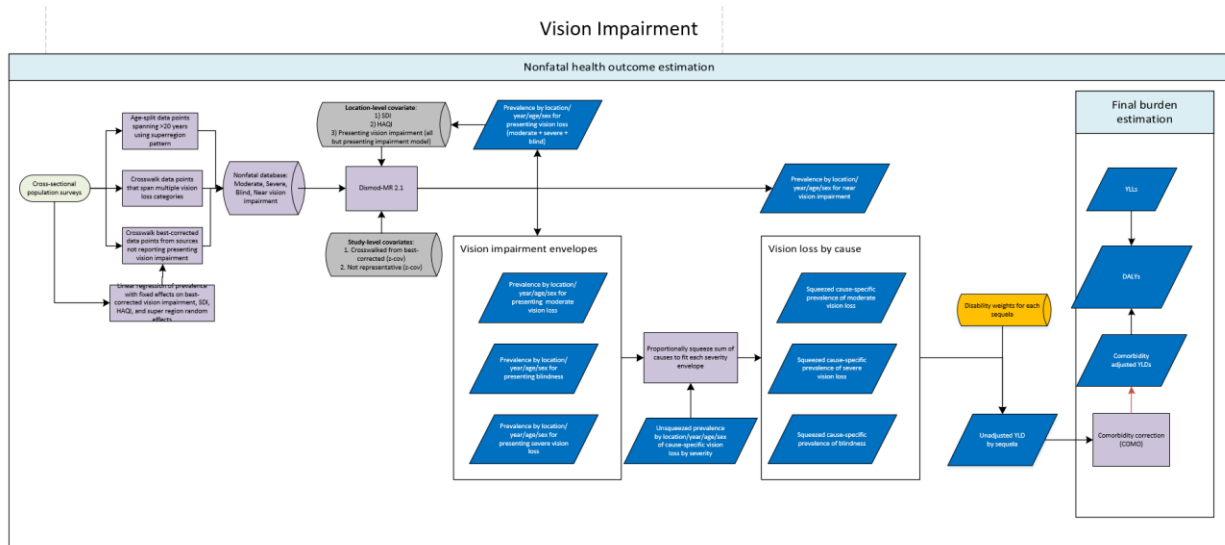 Vision Impairment
Nonfatal health outcome estimation
Cross-sectional
population surveys
Age-split data points
spanning >20 years
using superregion
pattern
Crosswalk data points
that span multiple vision
loss categories
Crosswalk best-corrected
data points from sources
not reporting presenting
vision impairment
Linear regression of prevalence
with fixed effects on best-
corrected vision impairment, SDI,
HAQI, and super region random
effects
Nonfatal database:
Moderate, Severe,
Blind, Near vision
impairment
Location-level covariate:
1) SDI
2) HAQI
3) Presenting vision impairment (all
but presenting impairment model)
Dismod-MR 2.1
Study-level covariates:
1. Crosswalked from best-
corrected (z-cov)
2. Not representative (z-cov)
Prevalence by location/
year/age/sex for
presenting vision loss
(moderate + severe +
blind)
Prevalence by location/
year/age/sex for near
vision impairment
Vision impairment envelopes
Prevalence by location/
year/age/sex for
presenting moderate
vision loss
Prevalence by location/
year/age/sex for
presenting blindness
Prevalence by location/
year/age/sex for
presenting severe vision
loss
Proportionally squeeze sum of
causes to fit each severity
envelope
Unsqueezed prevalence
by location/year/age/sex
of cause-specific vision
loss by severity
Vision loss by cause
Squeezed cause-specific
prevalence of moderate
vision loss
Squeezed cause-specific
prevalence of severe
vision loss
Squeezed cause-specific
prevalence of blindness
Disability weights for each
sequela
Unadjusted YLD
by sequela
Final burden
estimation
YLLs
DALYs
Comorbidity
adjusted YLDs
Comorbidity correction
(COMO)